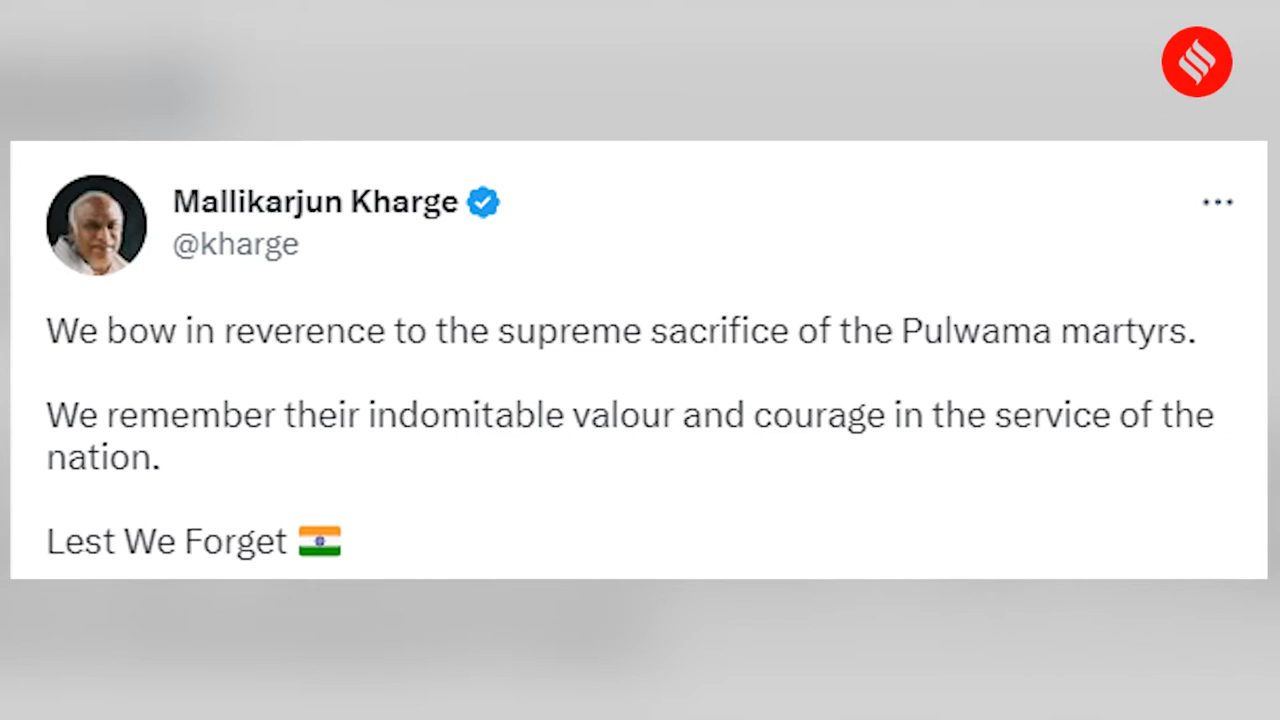 Mallikarjun Kharge
@kharge
We bow in reverence to the supreme sacrifice of the Pulwama martyrs.
We remember their indomitable valour and courage in the service of the
nation.
Lest We Forget 🇮🇳